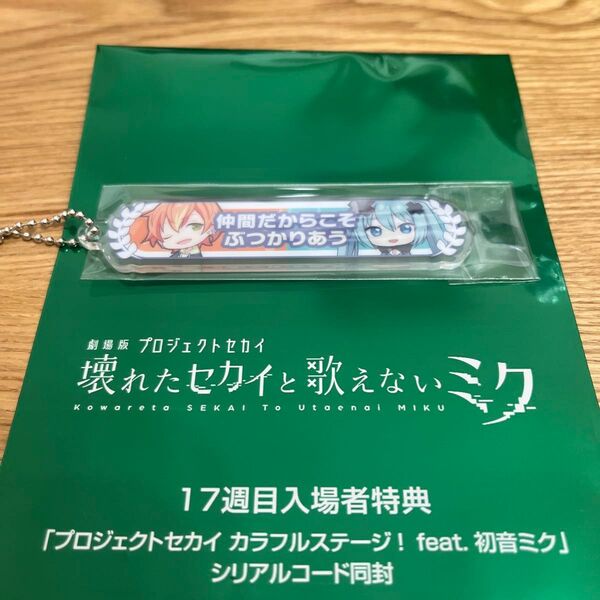 仲間だからこそ
ぶつかりあう
劇場版 プロジェクトセカイ
壊れたセカイと歌えないミク
Kowareta SEKAI To Utaenai MIKU
17週目入場者特典
「プロジェクトセカイ カラフルステージ！ feat. 初音ミク」
シリアルコード同封